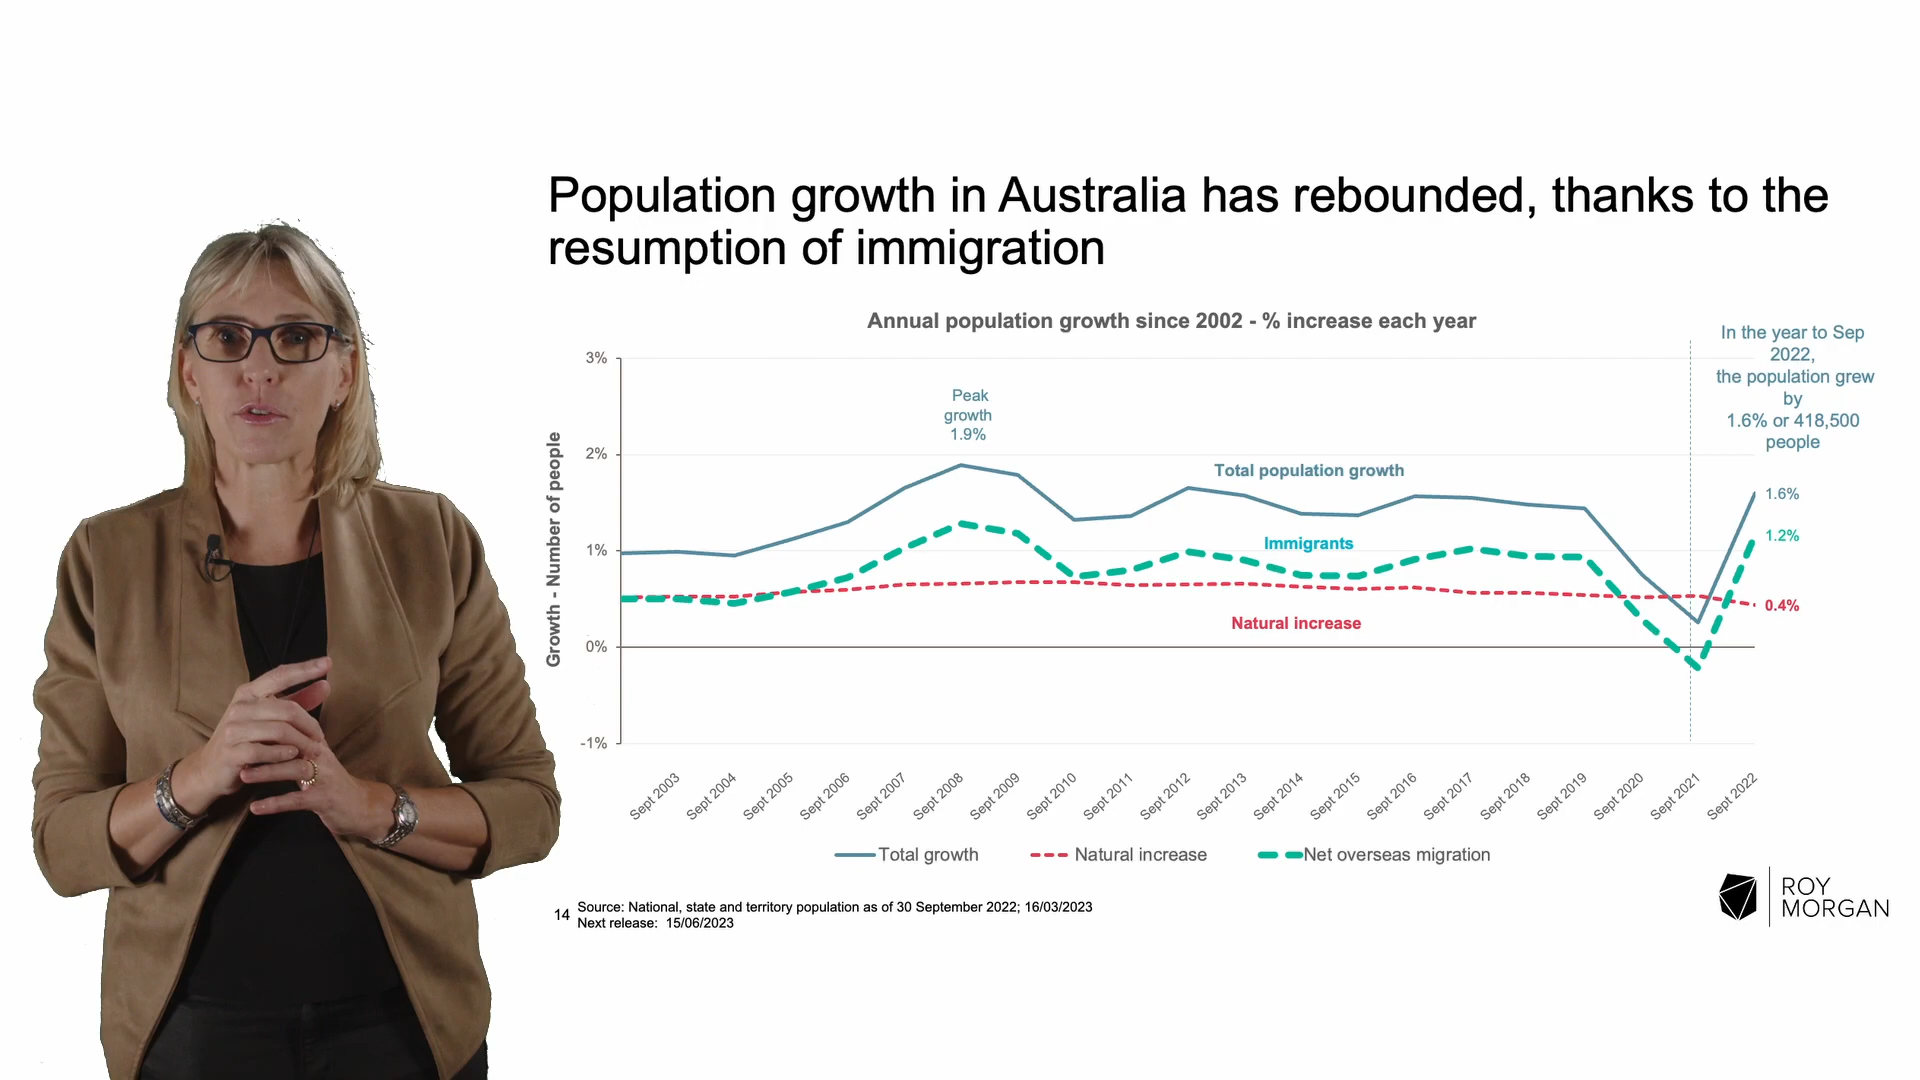 Population growth in Australia has rebounded, thanks to the
resumption of immigration
Annual population growth since 2002 - % increase each year
In the year to Sep
2022,
the population grew
by
1.6% or 418,500
people
Growth - Number of people
3%
2%
1%
0%
-1%
Peak
growth
1.9%
Total population growth
Immigrants
Natural increase
1.6%
1.2%
0.4%
Sept 2003
Sept 2004
Sept 2005
Sept 2006
Sept 2007
Sept 2008
Sept 2009
Sept 2010
Sept 2011
Sept 2012
Sept 2013
Sept 2014
Sept 2015
Sept 2016
Sept 2017
Sept 2018
Sept 2019
Sept 2020
Sept 2021
Sept 2022
Total growth
Natural increase
Net overseas migration
14
Source: National, state and territory population as of 30 September 2022; 16/03/2023
Next release: 15/06/2023
ROY
MORGAN